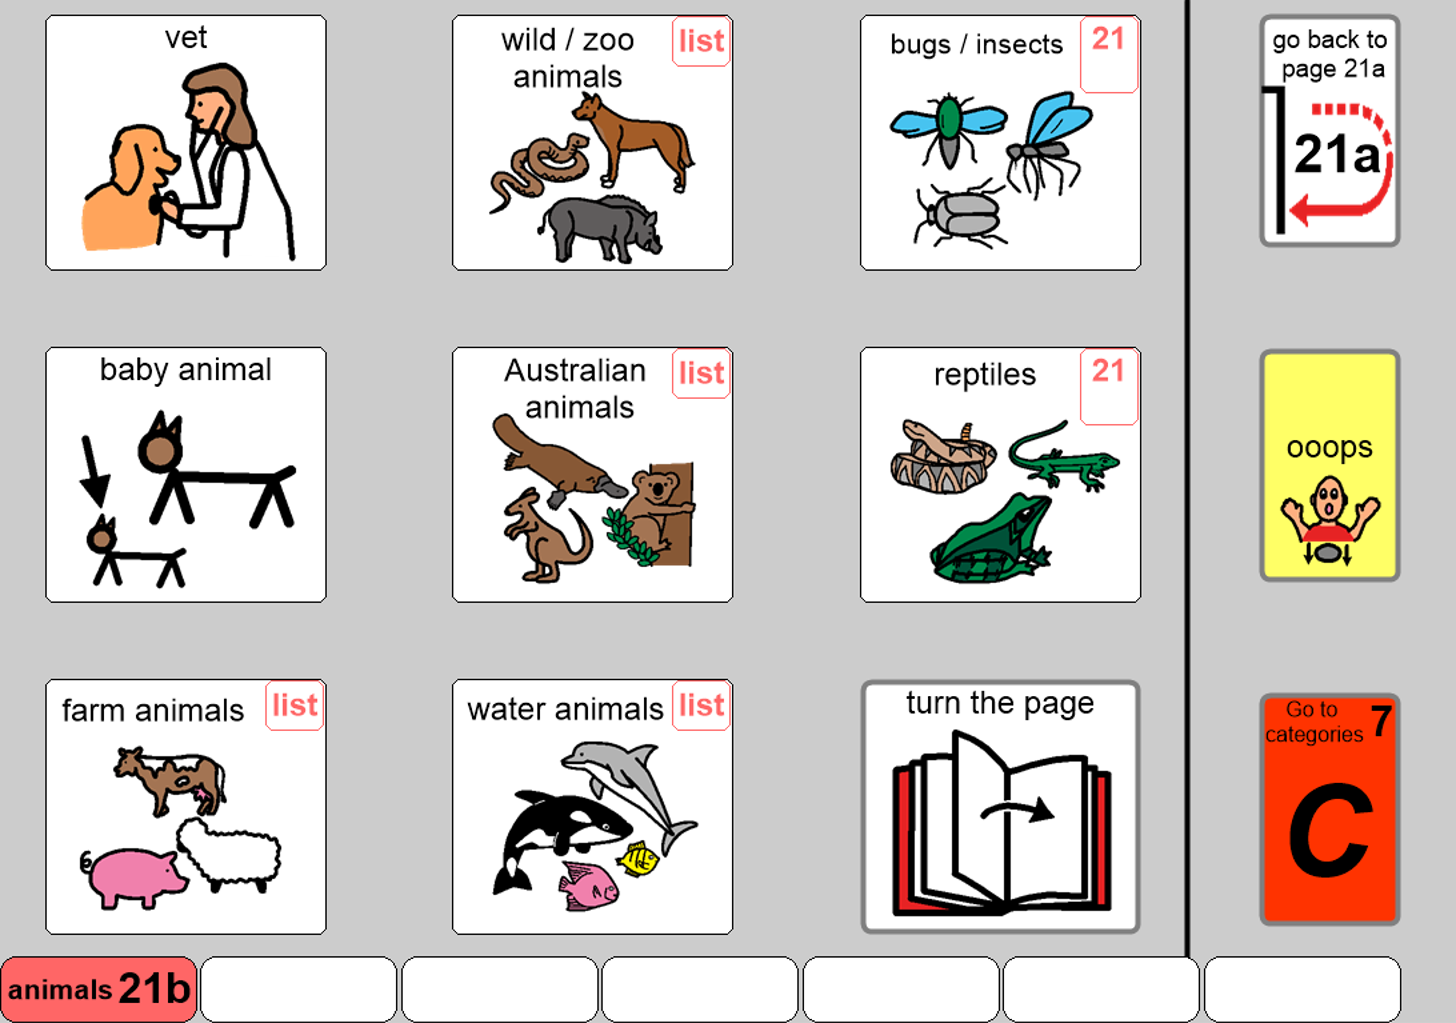 vet
wild / zoo
animals
list
bugs / insects
21
go back to
page 21a
21a
baby animal
Australian
animals
list
reptiles
21
ooops
farm animals
list
water animals
list
turn the page
Go to
categories 7
C
animals 21b